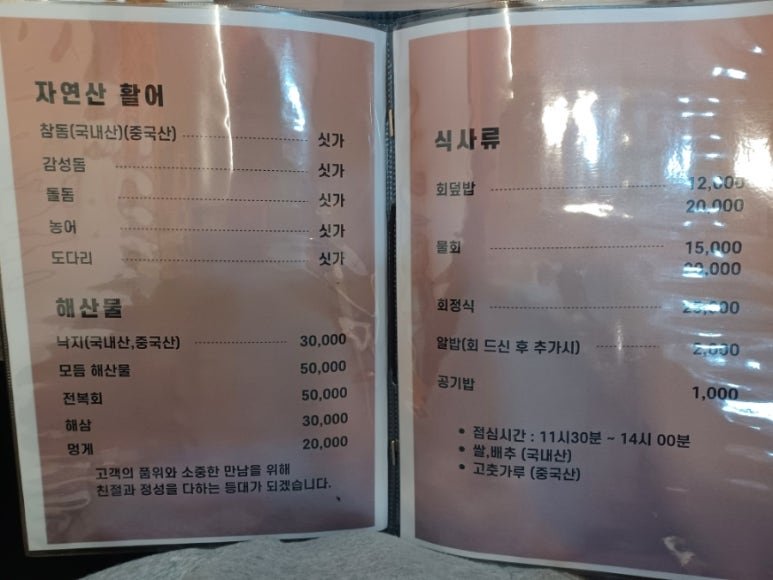 자연산 활어
참돔(국내산)(중국산) 싯가
감성돔 싯가
돌돔 싯가
농어 싯가
도다리 싯가
해산물
낙지(국내산,중국산) 30,000
모듬 해산물 50,000
전복회 50,000
해삼 30,000
멍게 20,000
고객의 품위와 소중한 만남을 위해
친절과 정성을 다하는 등대가 되겠습니다.
식사류
회덮밥 12,000
20,000
물회 15,000
회정식 25,000
알밥(회 드신 후 추가시) 2,000
공기밥 1,000
• 점심시간 : 11시30분 ~ 14시 00분
• 쌀,배추 (국내산)
• 고춧가루 (중국산)